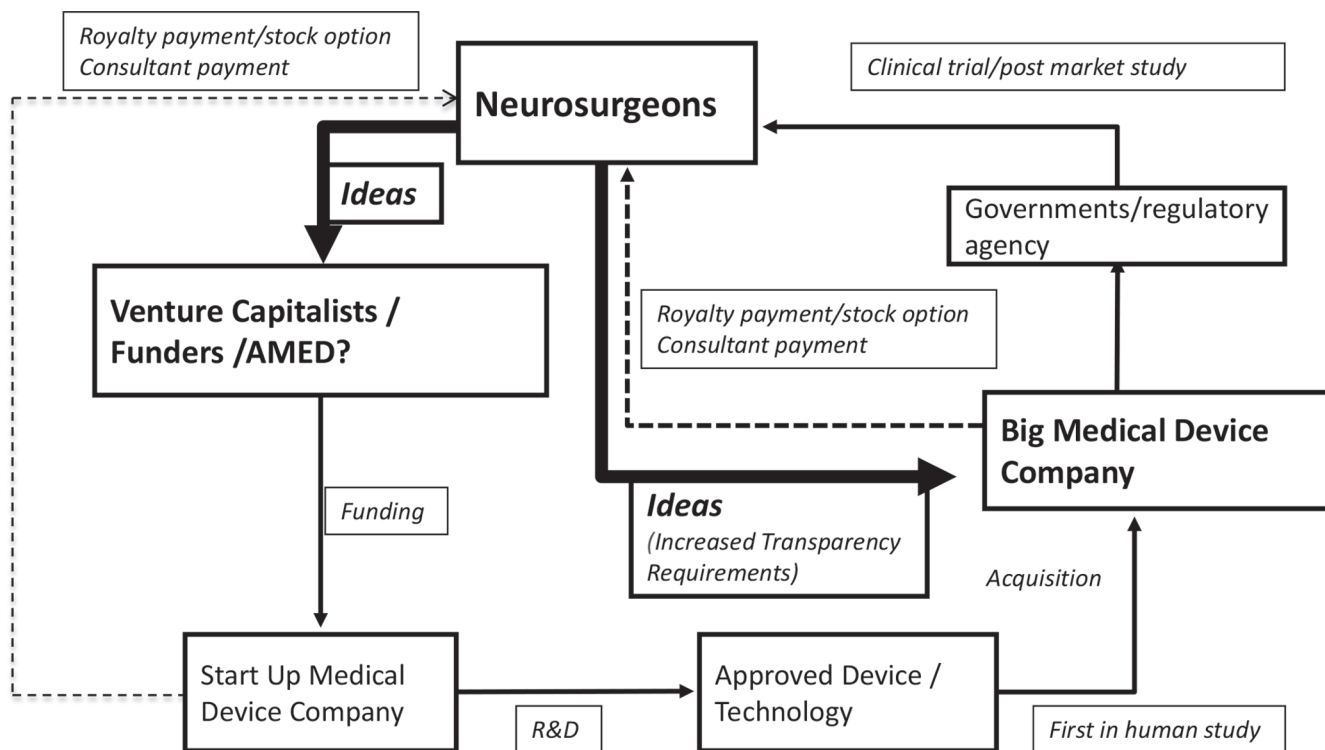 Royalty payment/stock option
Consultant payment
Neurosurgeons
Clinical trial/post market study
Ideas
Governments/regulatory
agency
Venture Capitalists /
Funders /AMED?
Royalty payment/stock option
Consultant payment
Big Medical Device
Company
Funding
Ideas
(Increased Transparency
Requirements)
Acquisition
Start Up Medical
Device Company
R&D
Approved Device /
Technology
First in human study